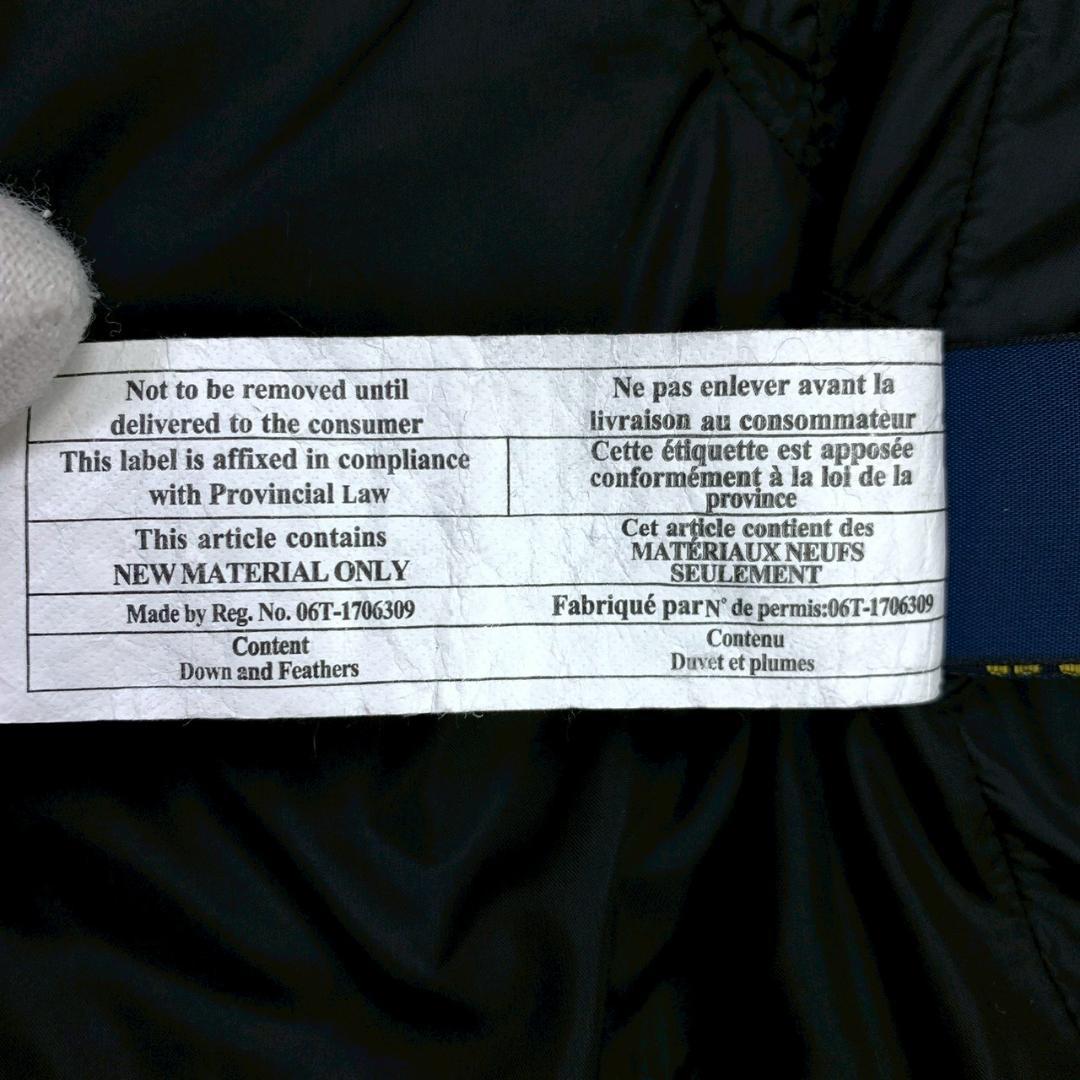 Not to be removed until
delivered to the consumer
Ne pas enlever avant la
livraison au consommateur
This label is affixed in compliance
with Provincial Law
Cette étiquette est apposée
conformément à la loi de la
province
This article contains
NEW MATERIAL ONLY
Cet article contient des
MATÉRIAUX NEUFS
SEULEMENT
Made by Reg. No. 06T-1706309
Fabriqué par N° de permis:06T-1706309
Content
Down and Feathers
Contenu
Duvet et plumes